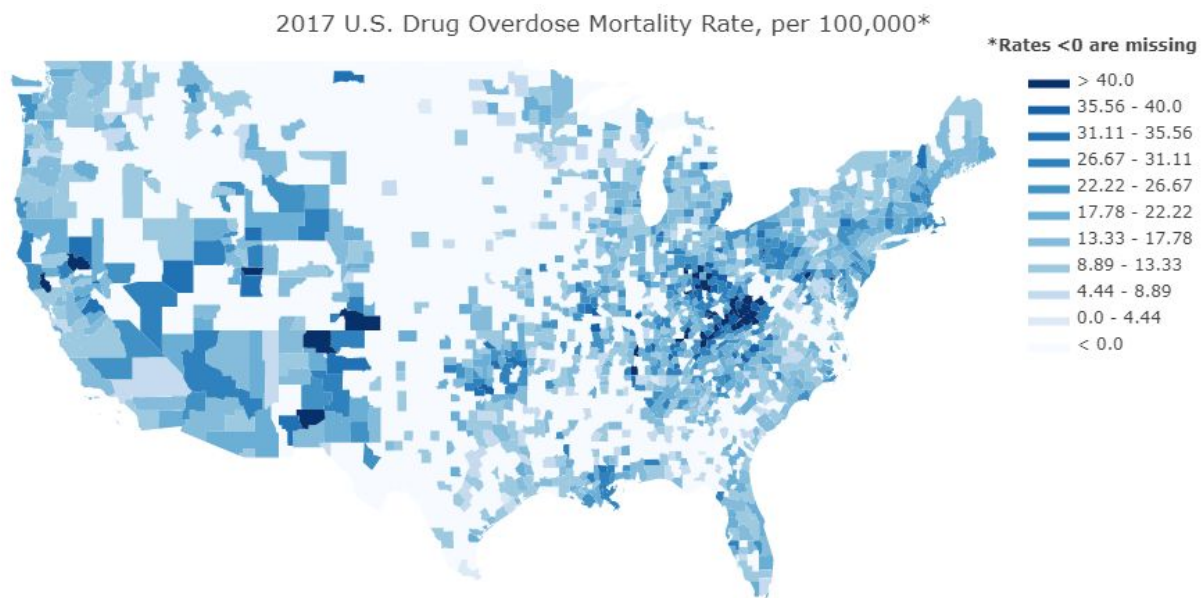 2017 U.S. Drug Overdose Mortality Rate, per 100,000*
*Rates <0 are missing
> 40.0
35.56 - 40.0
31.11 - 35.56
26.67 - 31.11
22.22 - 26.67
17.78 - 22.22
13.33 - 17.78
8.89 - 13.33
4.44 - 8.89
0.0 - 4.44
< 0.0